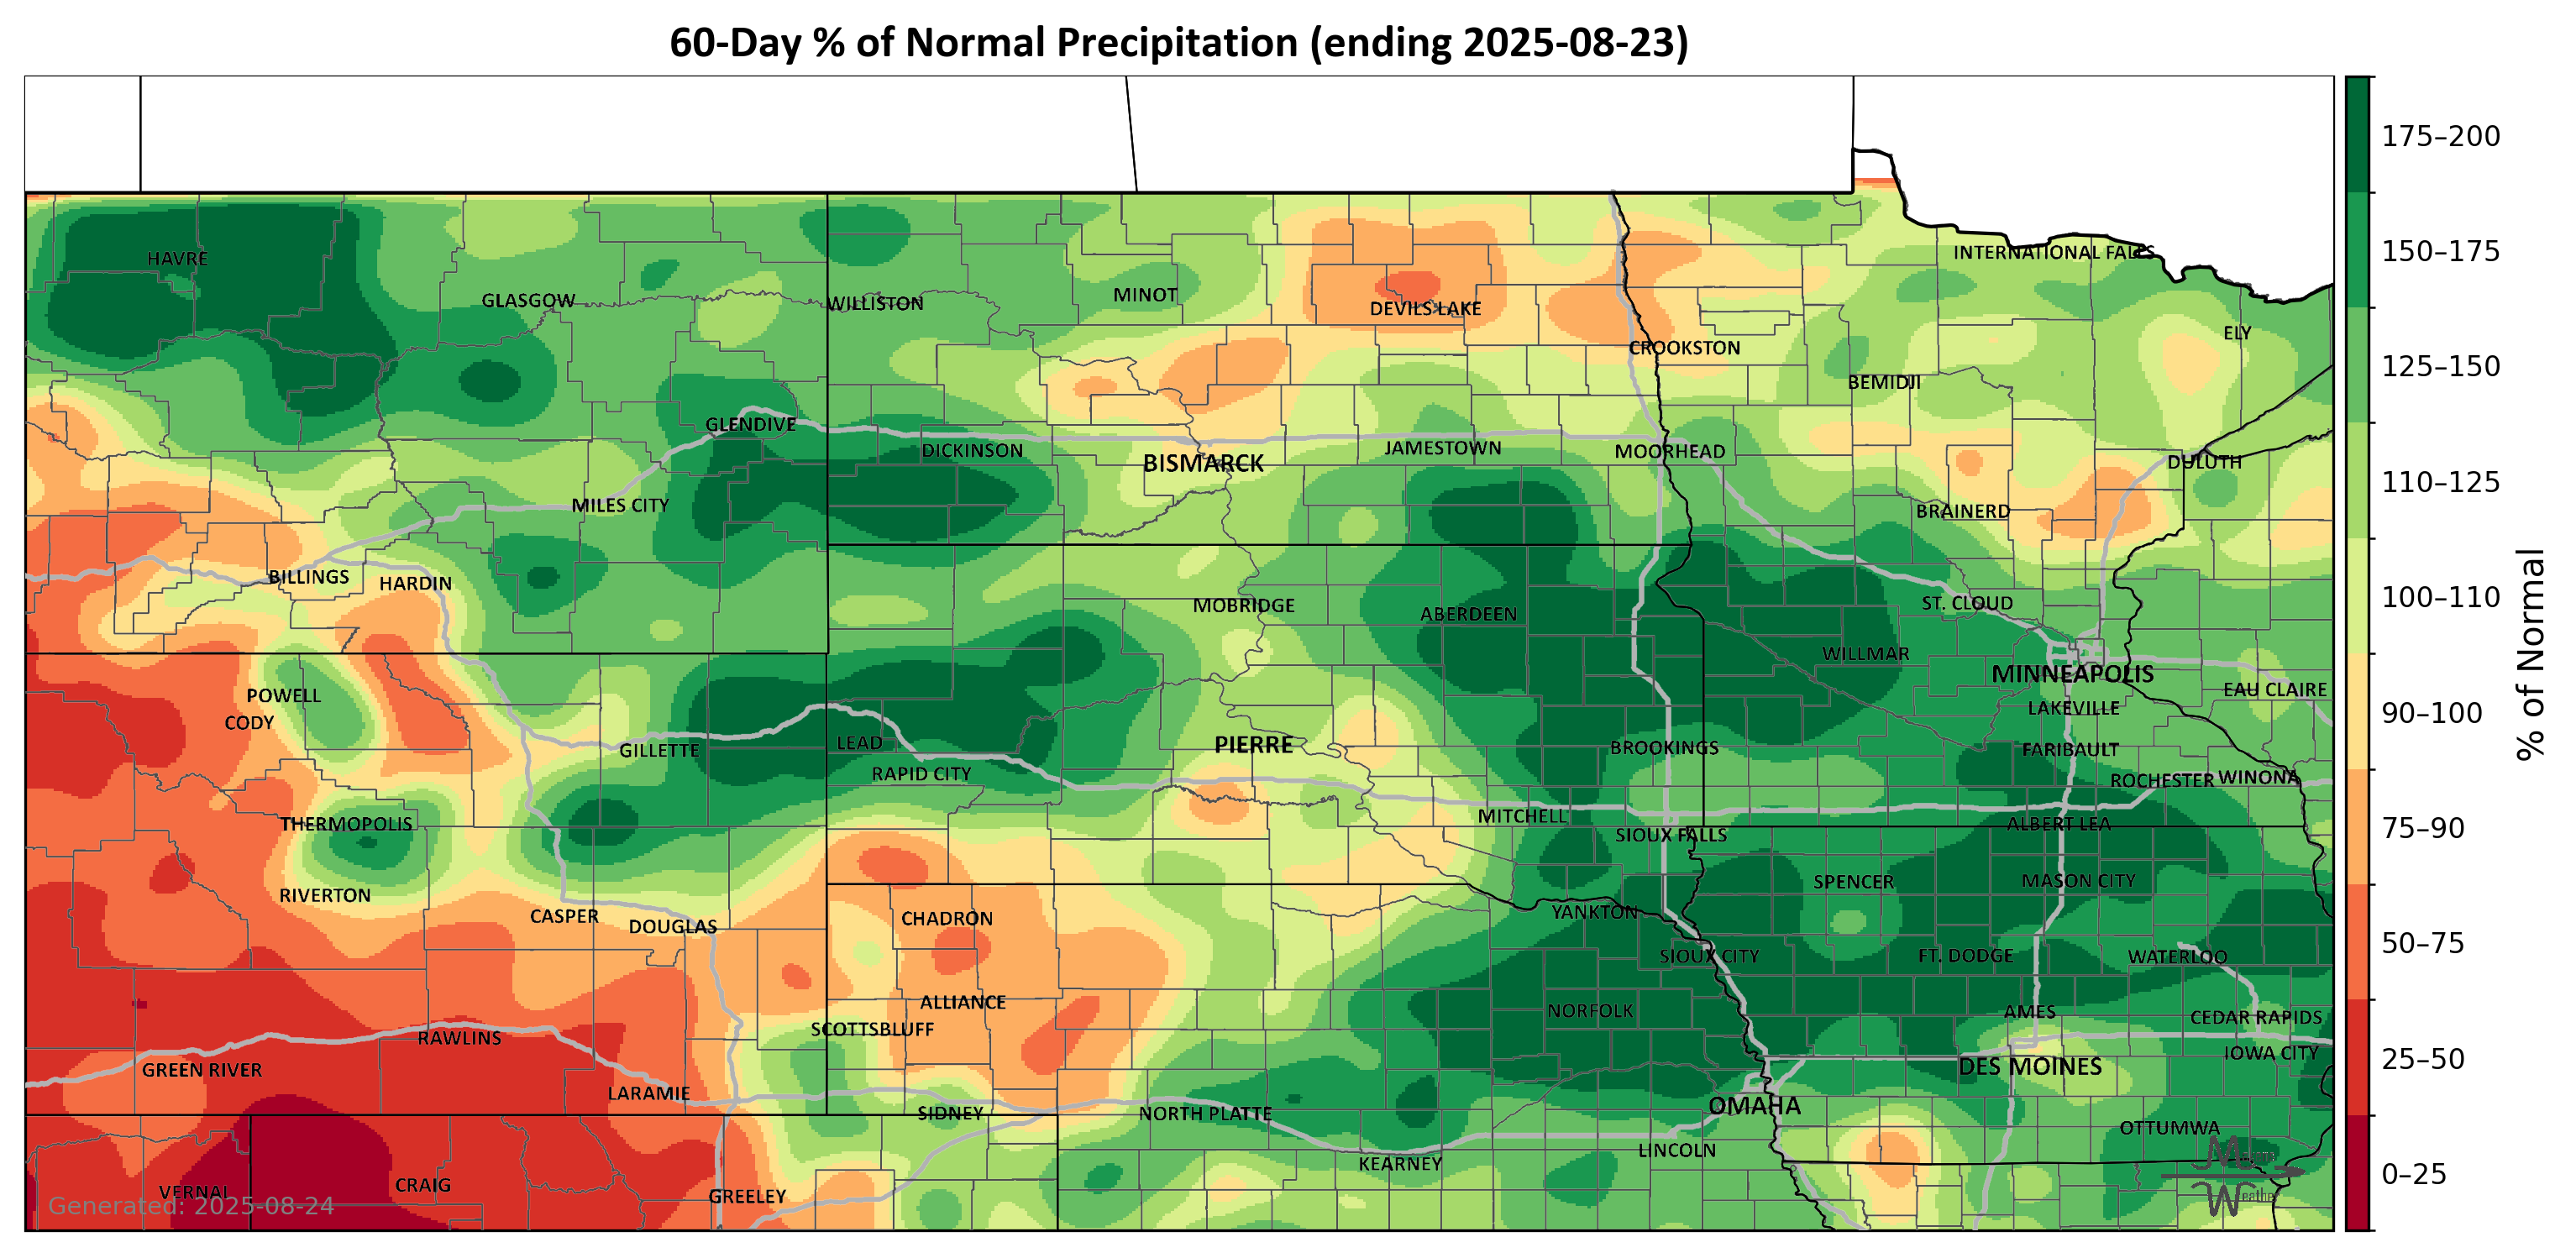 60-Day % of Normal Precipitation (ending 2025-08-23)
175–200
INTERNATIONAL FALLS
150–175
HAVRE
MINOT
GLASGOW
WILLISTON
DEVILS LAKE
ELY
CROOKSTON
125–150
BEMIDJI
GLENDIVE
DICKINSON
JAMESTOWN
MOORHEAD
BISMARCK
DULUTH
110–125
MILES CITY
BRAINERD
BILLINGS
HARDIN
100–110
MOBRIDGE
ABERDEEN
ST. CLOUD
WILLMAR
MINNEAPOLIS
% of Normal
POWELL
EAU CLAIRE
CODY
LAKEVILLE
90–100
GILLETTE
LEAD
PIERRE
BROOKINGS
FARIBAULT
RAPID CITY
ROCHESTER
WINONA
THERMOPOLIS
MITCHELL
SIOUX FALLS
ALBERT LEA
75–90
RIVERTON
SPENCER
MASON CITY
CASPER
DOUGLAS
CHADRON
YANKTON
SIOUX CITY
FT. DODGE
WATERLOO
50–75
ALLIANCE
NORFOLK
AMES
CEDAR RAPIDS
SCOTTSBLUFF
RAWLINS
IOWA CITY
25–50
GREEN RIVER
DES MOINES
LARAMIE
SIDNEY
NORTH PLATTE
OMAHA
OTTUMWA
LINCOLN
KEARNEY
0–25
VERNAL
CRAIG
GREELEY
Weather
Generated: 2025-08-24